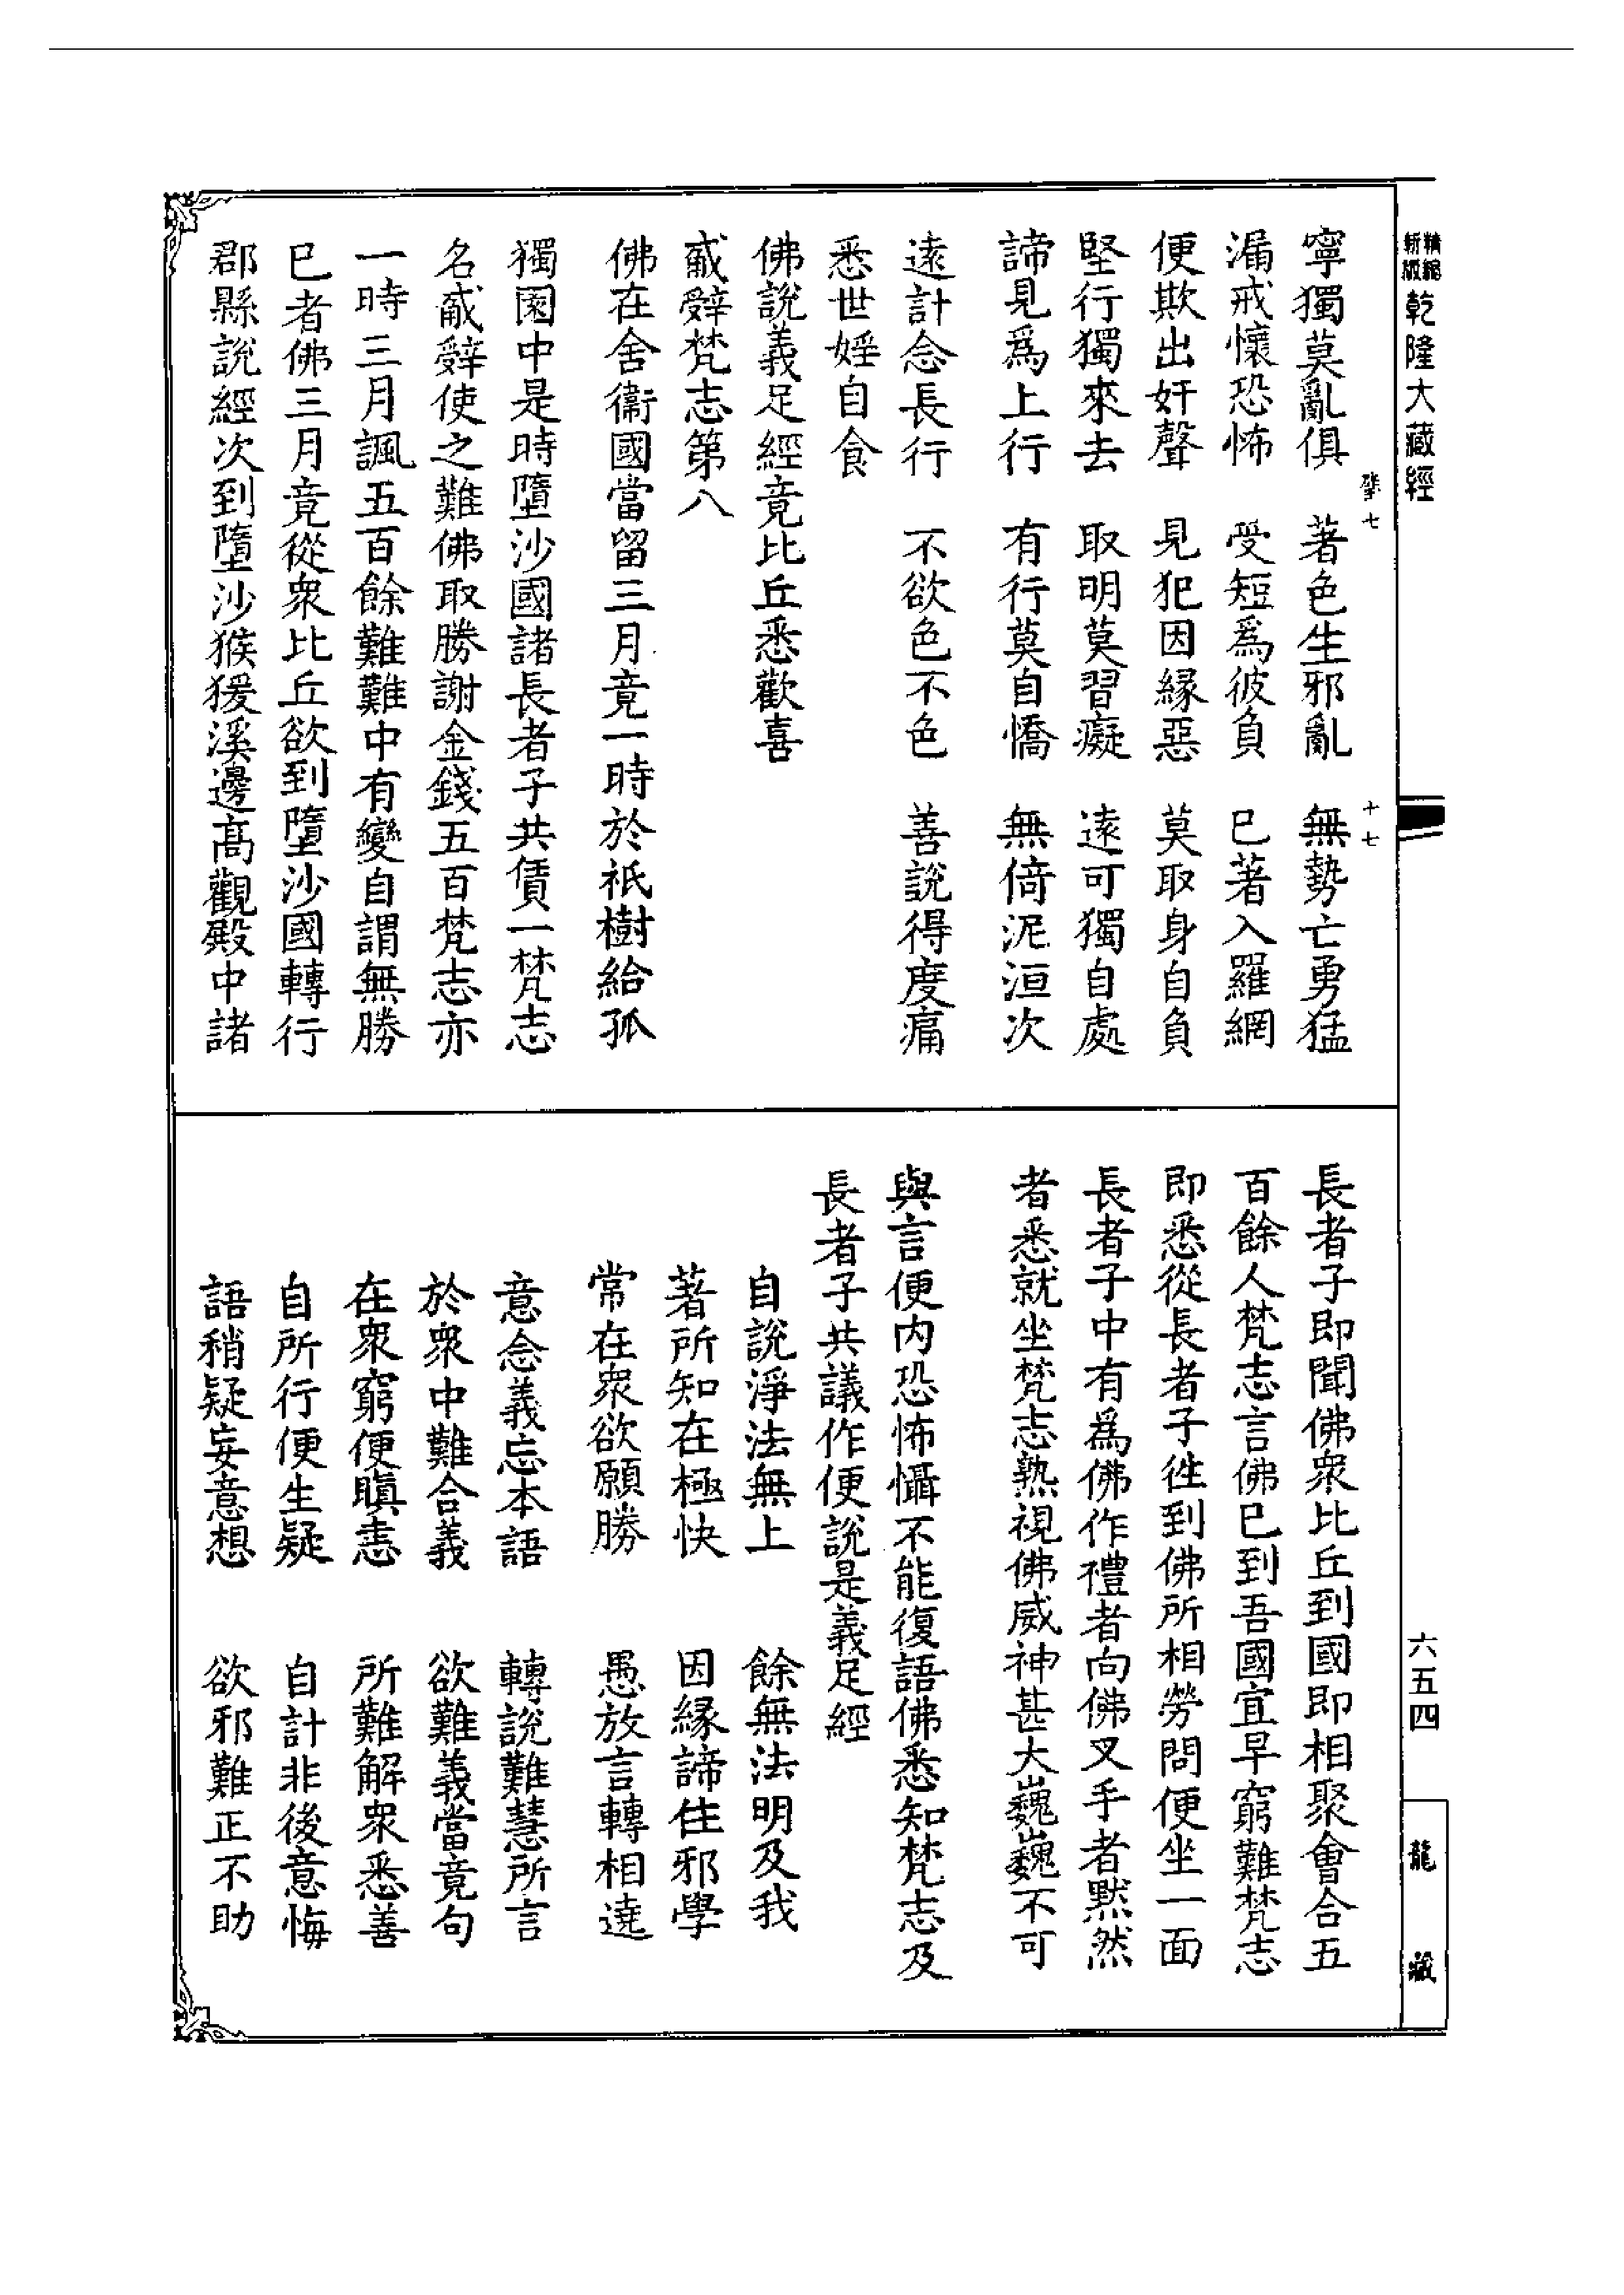 新縮
精縮
乾隆大藏經
六五四
龍藏
十七
寧獨莫亂俱　著色生邪亂　無勢亡勇猛
漏戒懷恐怖　受短為彼負　已著入羅網
便欺出奸聲　見犯因緣惡　莫取身自負
堅行獨來去　取明莫習癡　遠可獨自處
諦見為上行　有行莫自憍　無倚泥洹次
遠計念長行　不欲色不色　善說得度痛
悉世婬自食
佛說義足經竟比丘悉歡喜
勇辭梵志第八
佛在舍衛國當留三月竟一時於祇樹給孤
獨園中是時墮沙國諸長者子共賃一梵志
名勇辭使之難佛取勝謝金錢五百梵志亦
一時三月諷五百餘難難中有變自謂無勝
已者佛三月竟從眾比丘欲到墮沙國轉行
郡縣說經次到墮沙猴猨溪邊高觀殿中諸
長者子即聞佛眾比丘到國即相聚會合五
百餘人梵志言佛已到吾國宜早窮難梵志
即悉從長者子往到佛所相勞問便坐一面
長者子中有為佛作禮者向佛叉手者默然
者悉就坐梵志熟視佛威神甚大巍巍不可
與言便內恐怖懾不能復語佛悉知梵志及
長者子共議作便說是義足經
自說淨法無上　餘無法明及我
著所知在極快　因緣諦住邪學
常在眾欲願勝　愚放言轉相遶
意念義忘本語　轉說難慧所言
於眾中難合義　欲難義當竟句
在眾窮便瞋恚　所難解眾悉善
自所行便生疑　自計非後意悔
語稍疑妄意想　欲邪難正不助